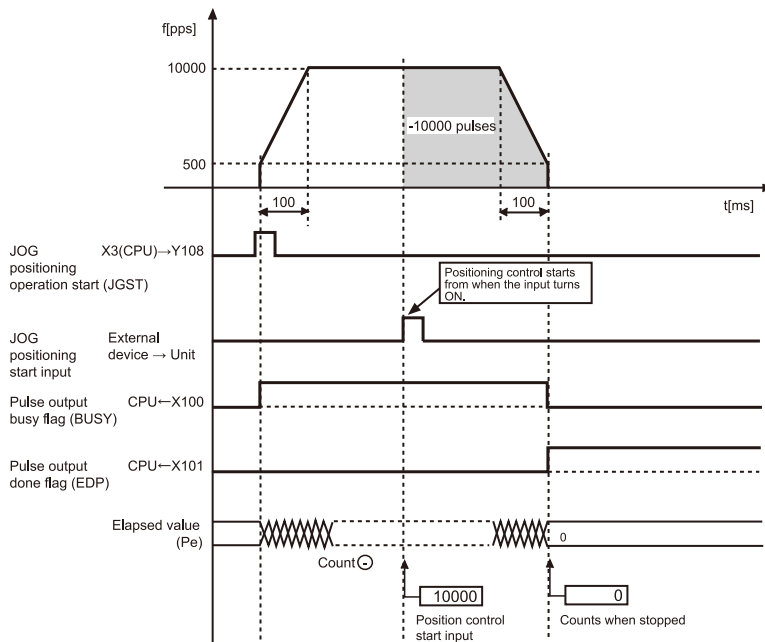 f[pps]
10000
-10000 pulses
500
t[ms]
100
100
JOG positioning operation start (JGST)
X3(CPU)→Y108
Positioning control starts from when the input turns ON.
JOG positioning start input
External device → Unit
Pulse output busy flag (BUSY)
CPU←X100
Pulse output done flag (EDP)
CPU←X101
Elapsed value (Pe)
0
Count ⊖
10000
0
Position control start input
Counts when stopped